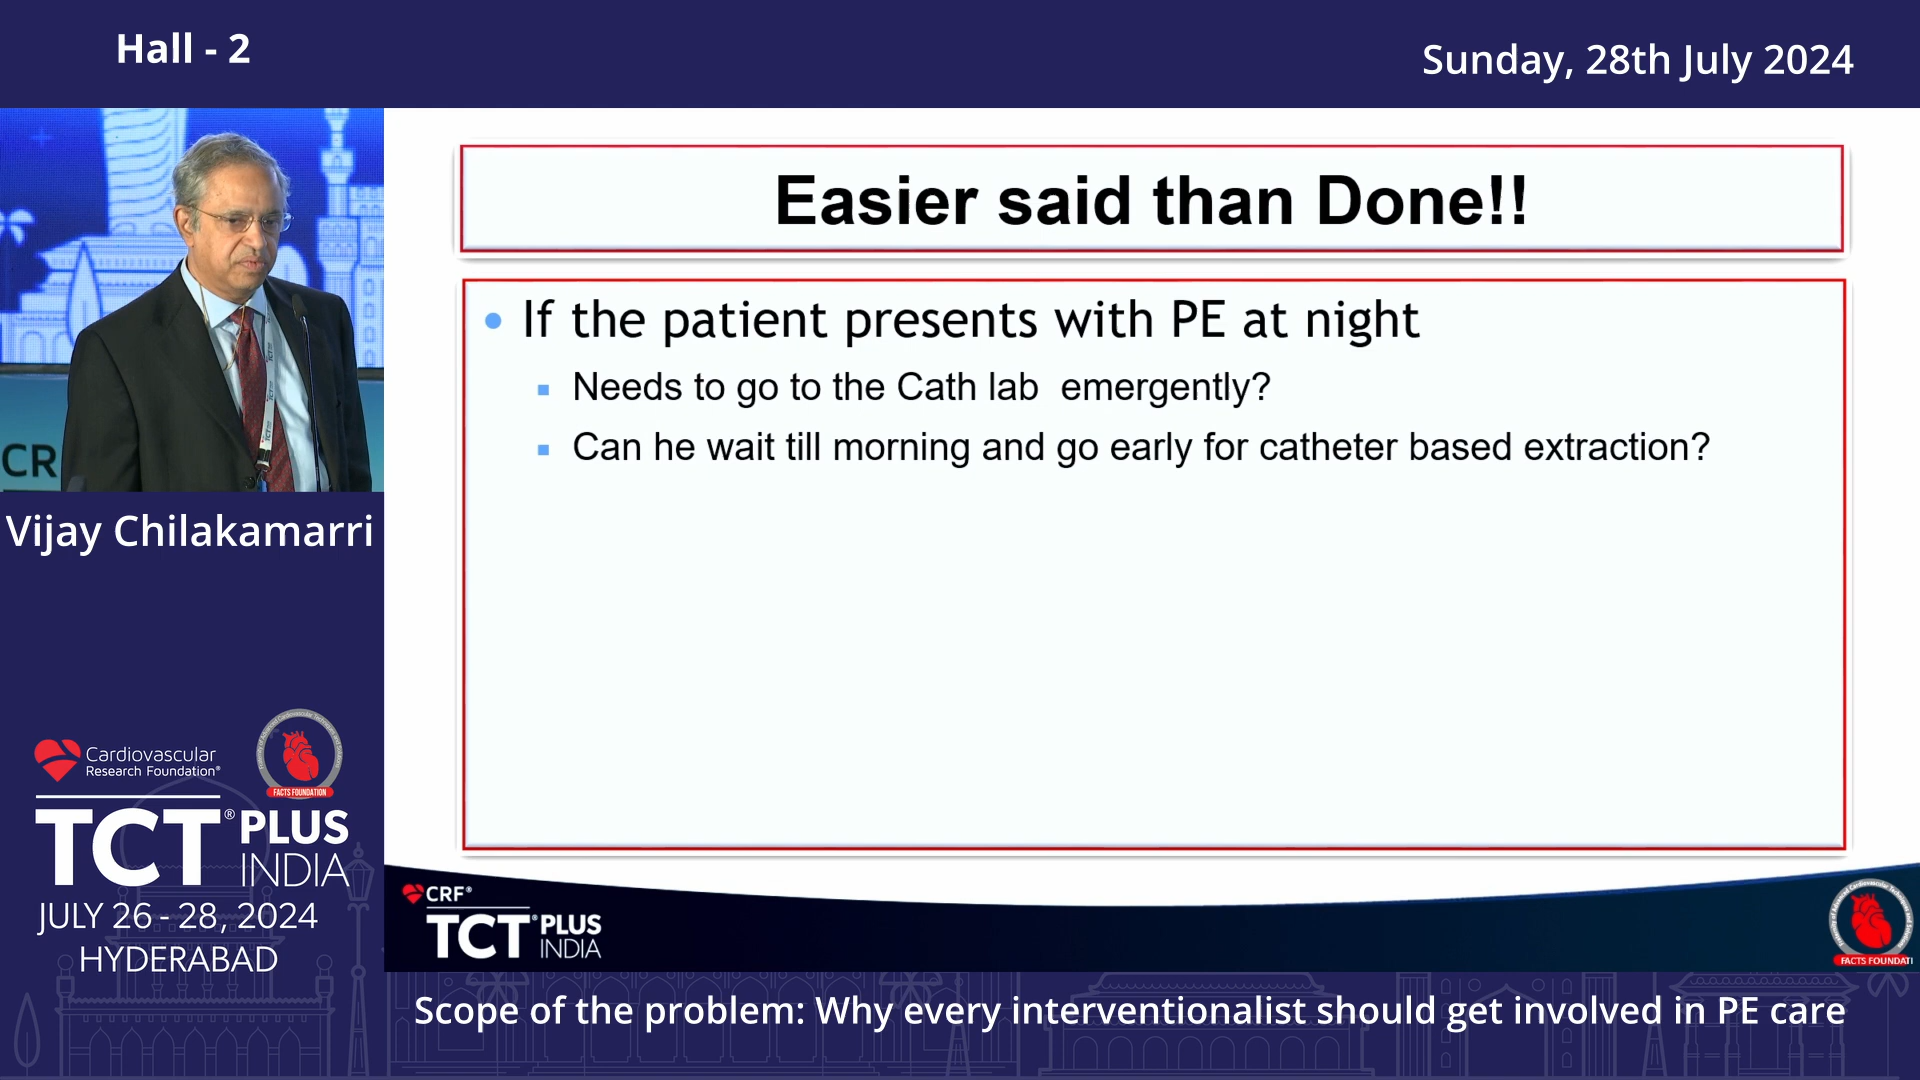 Hall - 2
Sunday, 28th July 2024
Easier said than Done!!
• If the patient presents with PE at night
▪ Needs to go to the Cath lab emergently?
▪ Can he wait till morning and go early for catheter based extraction?
CR
Vijay Chilakamarri
Cardiovascular
Research Foundation®
FACTS FOUNDATION
TCT® PLUS
INDIA
JULY 26 - 28, 2024
HYDERABAD
CRF®
TCT® PLUS
INDIA
FACTS FOUNDATI
Scope of the problem: Why every interventionalist should get involved in PE care